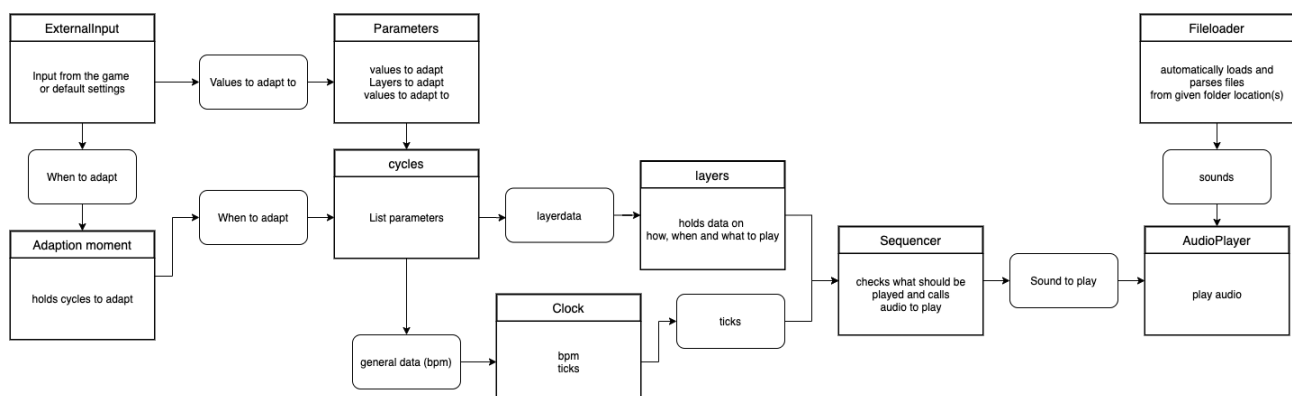 ExternalInput
Input from the game
or default settings
Values to adapt to
Parameters
values to adapt
Layers to adapt
values to adapt to
Fileloader
automatically loads and
parses files
from given folder location(s)
When to adapt
Adaption moment
holds cycles to adapt
When to adapt
cycles
List parameters
layerdata
layers
holds data on
how, when and what to play
general data (bpm)
Clock
bpm
ticks
ticks
Sequencer
checks what should be
played and calls
audio to play
Sound to play
sounds
AudioPlayer
play audio